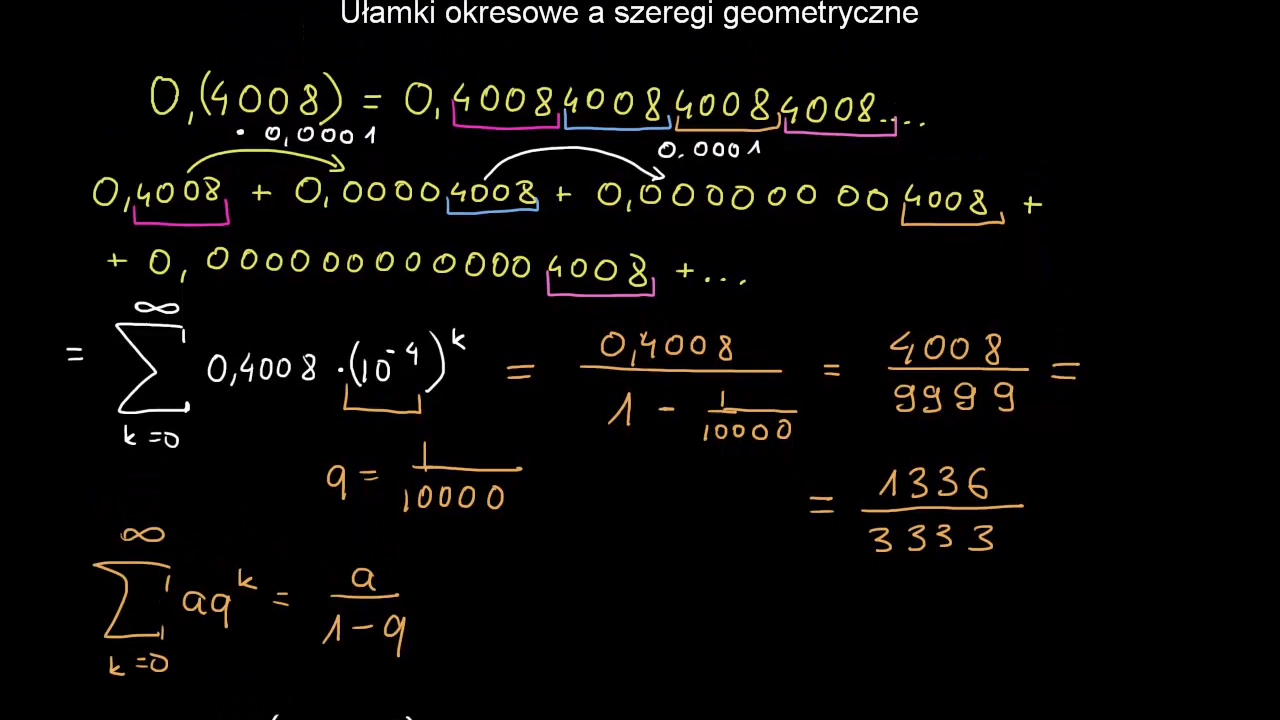 Ułamki okresowe a szeregi geometryczne
0,(4008) = 0,4008400840084008....
· 0,0001
0.0001
0,4008 + 0,00004008 + 0,000000004008 +
+ 0,0000000000004008 + ...
= ∑ k=0 ∞ 0,4008 · (10⁻⁴)ᵏ = 0,4008 / (1 - 1/10000) = 4008/9999 =
q = 1/10000
= 1336/3333
∑ k=0 ∞ aqᵏ = a/(1-q)